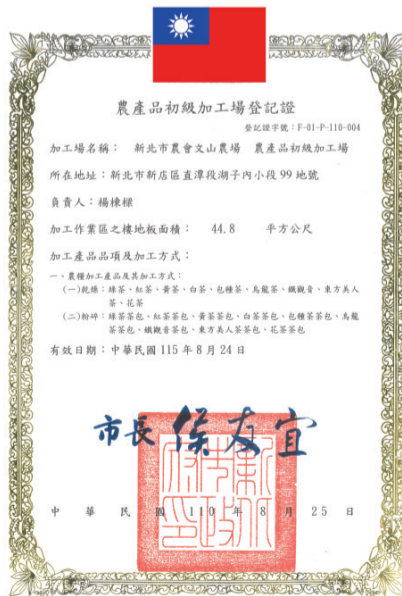 農產品初級加工場登記證
登記證字號：F-01-P-110-004
加工場名稱： 新北市農會文山農場 農產品初級加工場
所在地址：新北市新店區直潭段湖子內小段 99 地號
負責人：楊棟樑
加工作業區之樓地板面積： 44.8 平方公尺
加工產品品項及加工方式：
一、農糧加工產品及其加工方式：
(一)乾燥：綠茶、紅茶、黃茶、白茶、包種茶、烏龍茶、鐵觀音、東方美人
茶、花茶
(二)粉碎：綠茶茶包、紅茶茶包、黃茶茶包、白茶茶包、包種茶茶包、烏龍
茶茶包、鐵觀音茶包、東方美人茶茶包、花茶茶包
有效日期：中華民國 115 年 8 月 24 日
市長 侯友宜
新北市政府印
中華民國 110 年 8 月 25 日